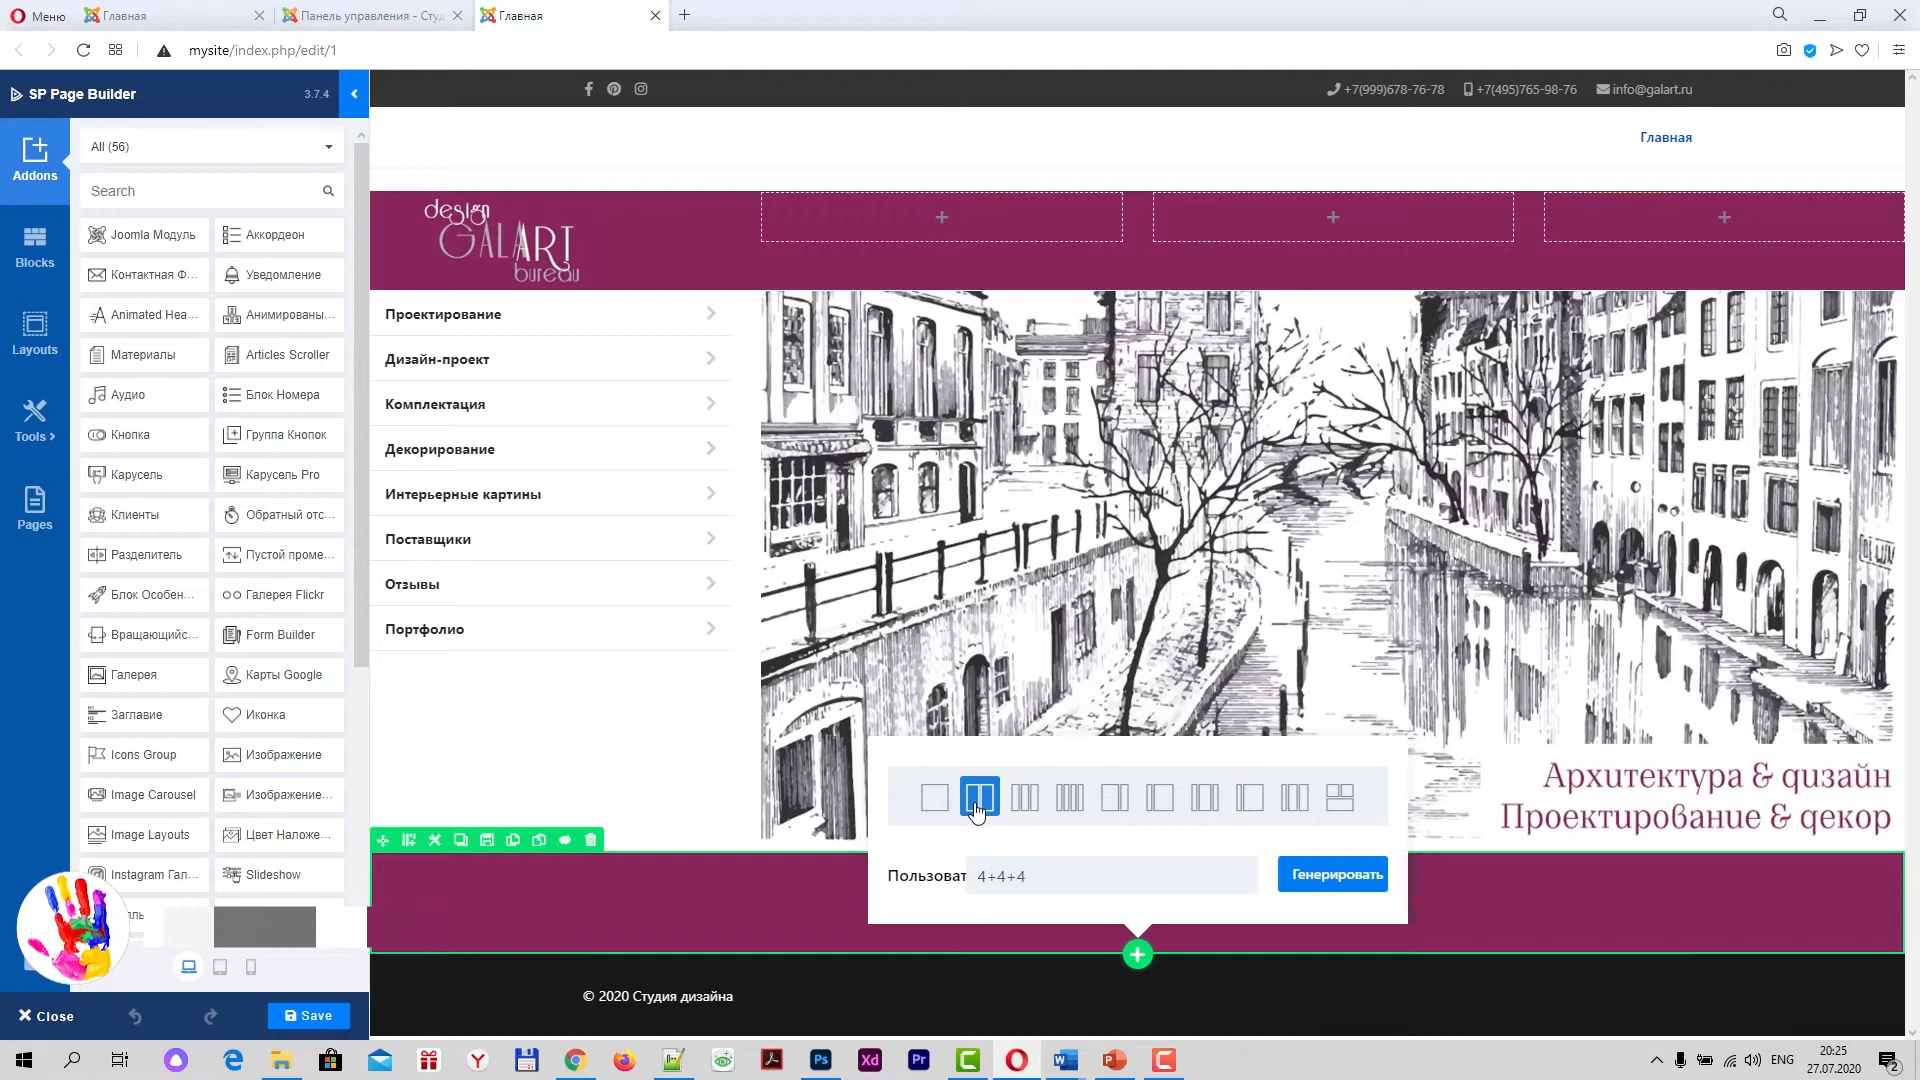 Меню
Главная
Панель управления - Студ
Главная
mysite/index.php/edit/1
SP Page Builder
3.7.4
+7(999)678-76-78
+7(495)765-98-76
info@galart.ru
Главная
Addons
Blocks
Layouts
Tools
Pages
All (56)
Search
Joomla Модуль
Аккордеон
Контактная Ф...
Уведомление
Animated Hea...
Анимированы...
Материалы
Articles Scroller
Аудио
Блок Номера
Кнопка
Группа Кнопок
Карусель
Карусель Pro
Клиенты
Обратный отс...
Разделитель
Пустой проме...
Блок Особен...
Галерея Flickr
Вращающийс...
Form Builder
Галерея
Карты Google
Заглавие
Иконка
Icons Group
Изображение
Image Carousel
Изображение...
Image Layouts
Цвет Наложе...
Instagram Гал...
Slideshow
Close
Save
design
GALART
bureau
Проектирование
Дизайн-проект
Комплектация
Декорирование
Интерьерные картины
Поставщики
Отзывы
Портфолио
Архитектура & дизайн
Проектирование & декор
Пользоват
4+4+4
Генерировать
© 2020 Студия дизайна
ENG
20:25
27.07.2020
2